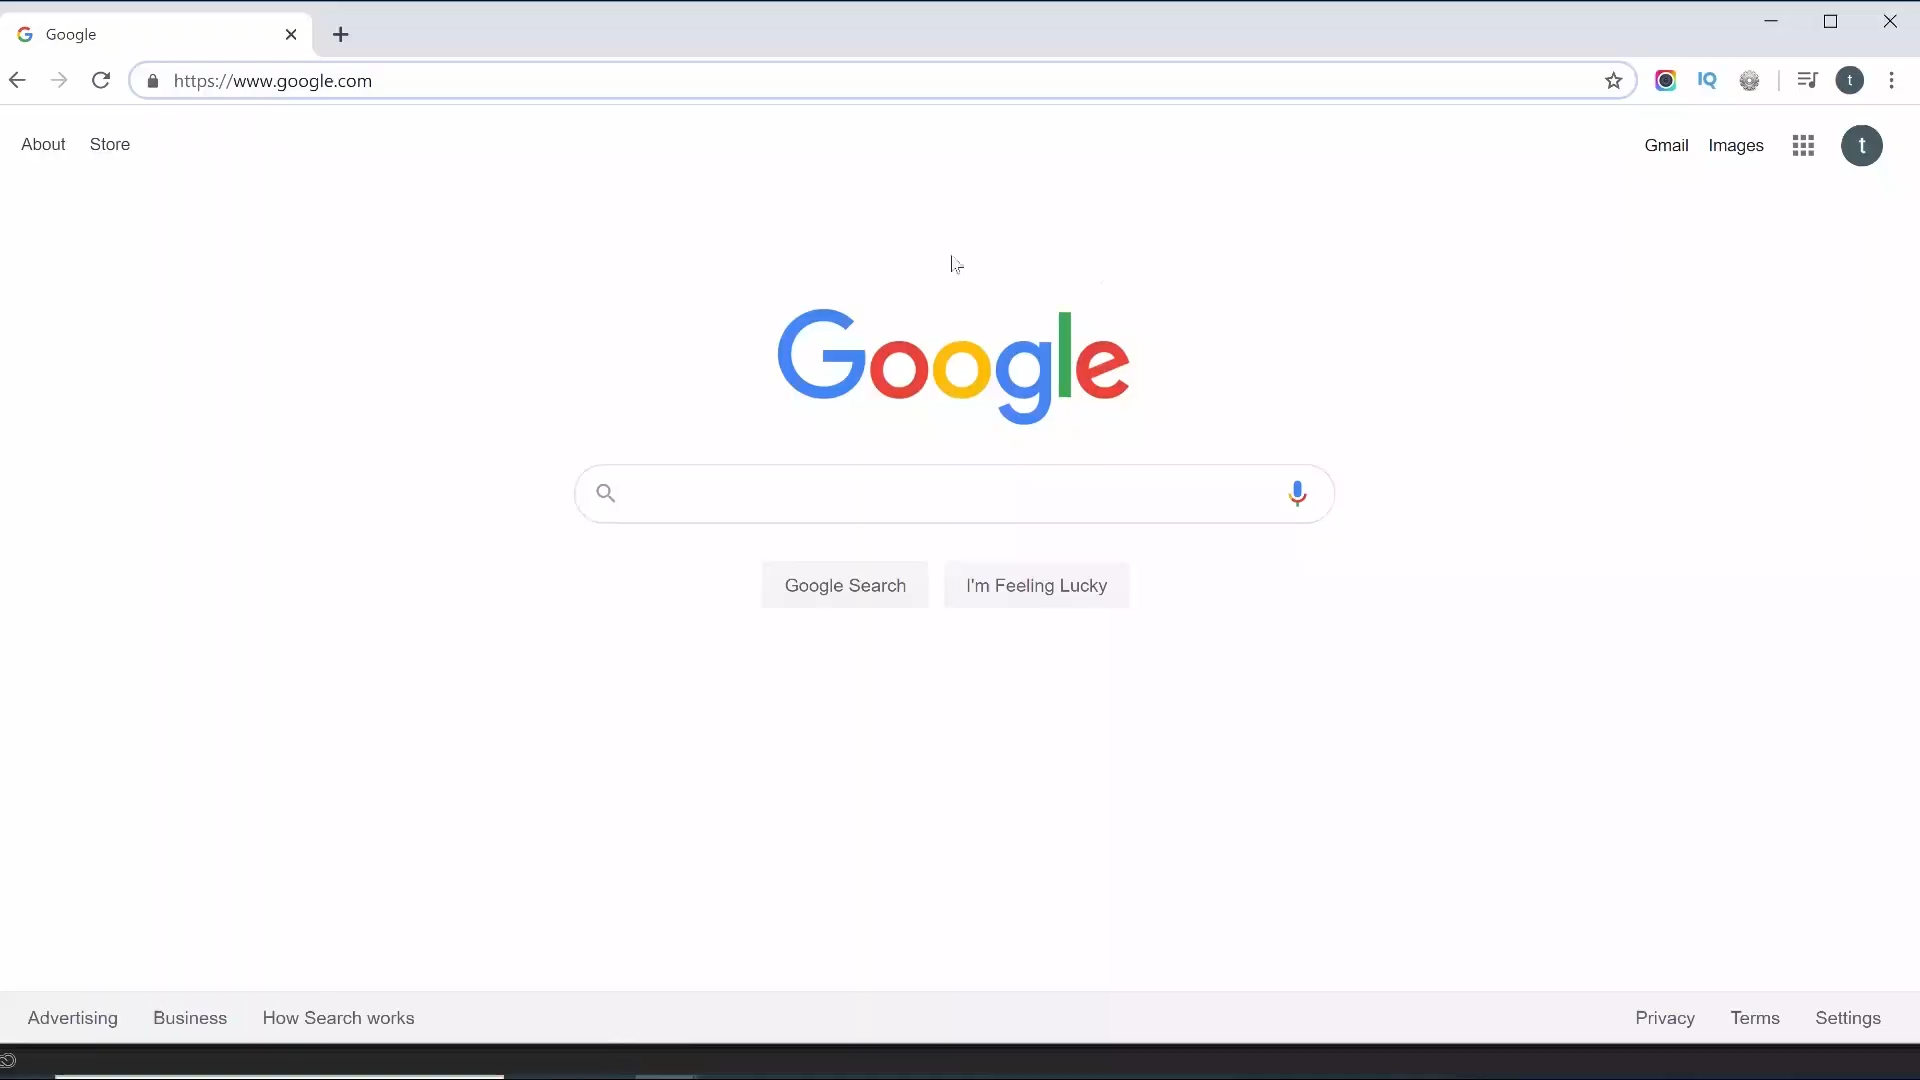 Google
https://www.google.com
IQ
t
About Store
Gmail Images
t
Google
Google Search I'm Feeling Lucky
Advertising Business How Search works
Privacy Terms Settings